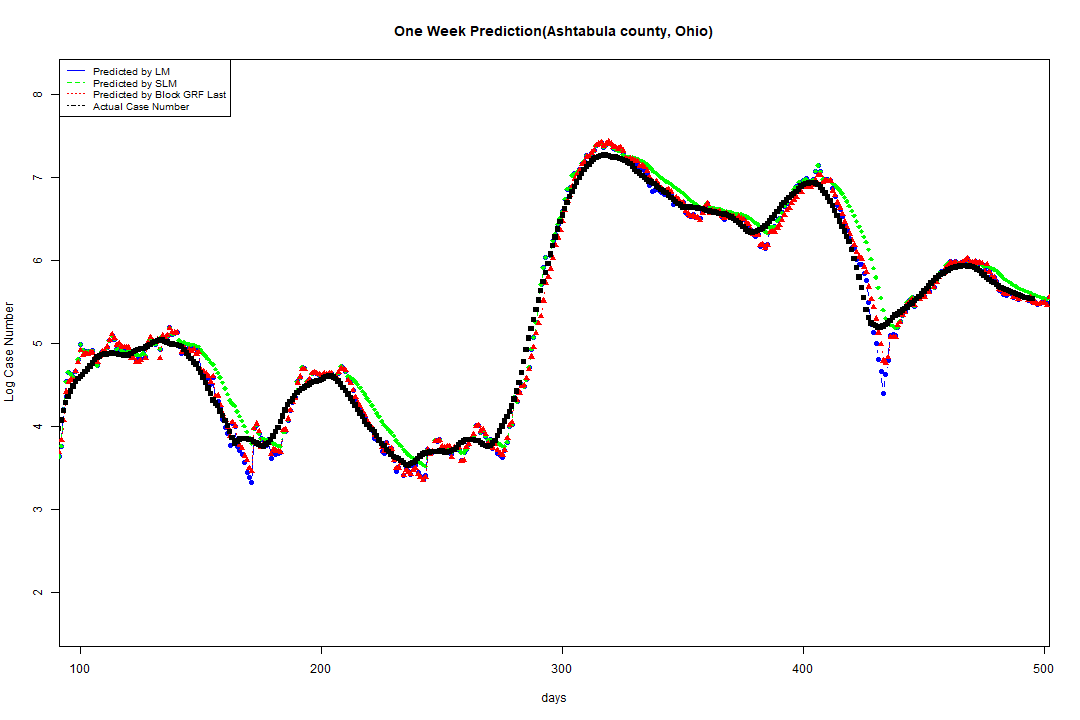 One Week Prediction(Ashtabula county, Ohio)
Predicted by LM
Predicted by SLM
Predicted by Block GRF Last
Actual Case Number
8
7
6
5
4
3
2
Log Case Number
100 200 300 400 500
days